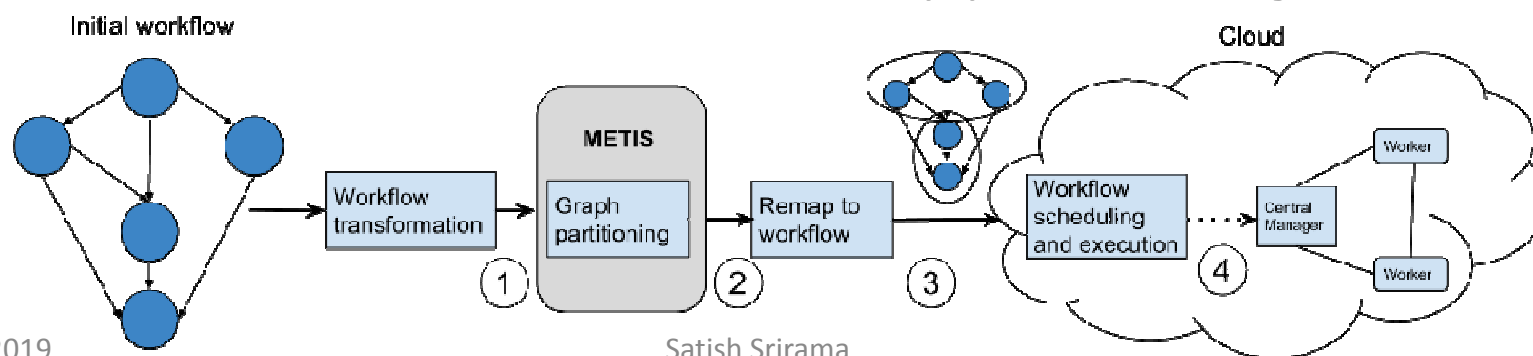 Initial workflow
Cloud
METIS
Worker
Workflow
transformation
Graph
partitioning
Remap to
workflow
Workflow
scheduling
and execution
Central
Manager
Worker
1
2
3
4
2019
Satish Srirama